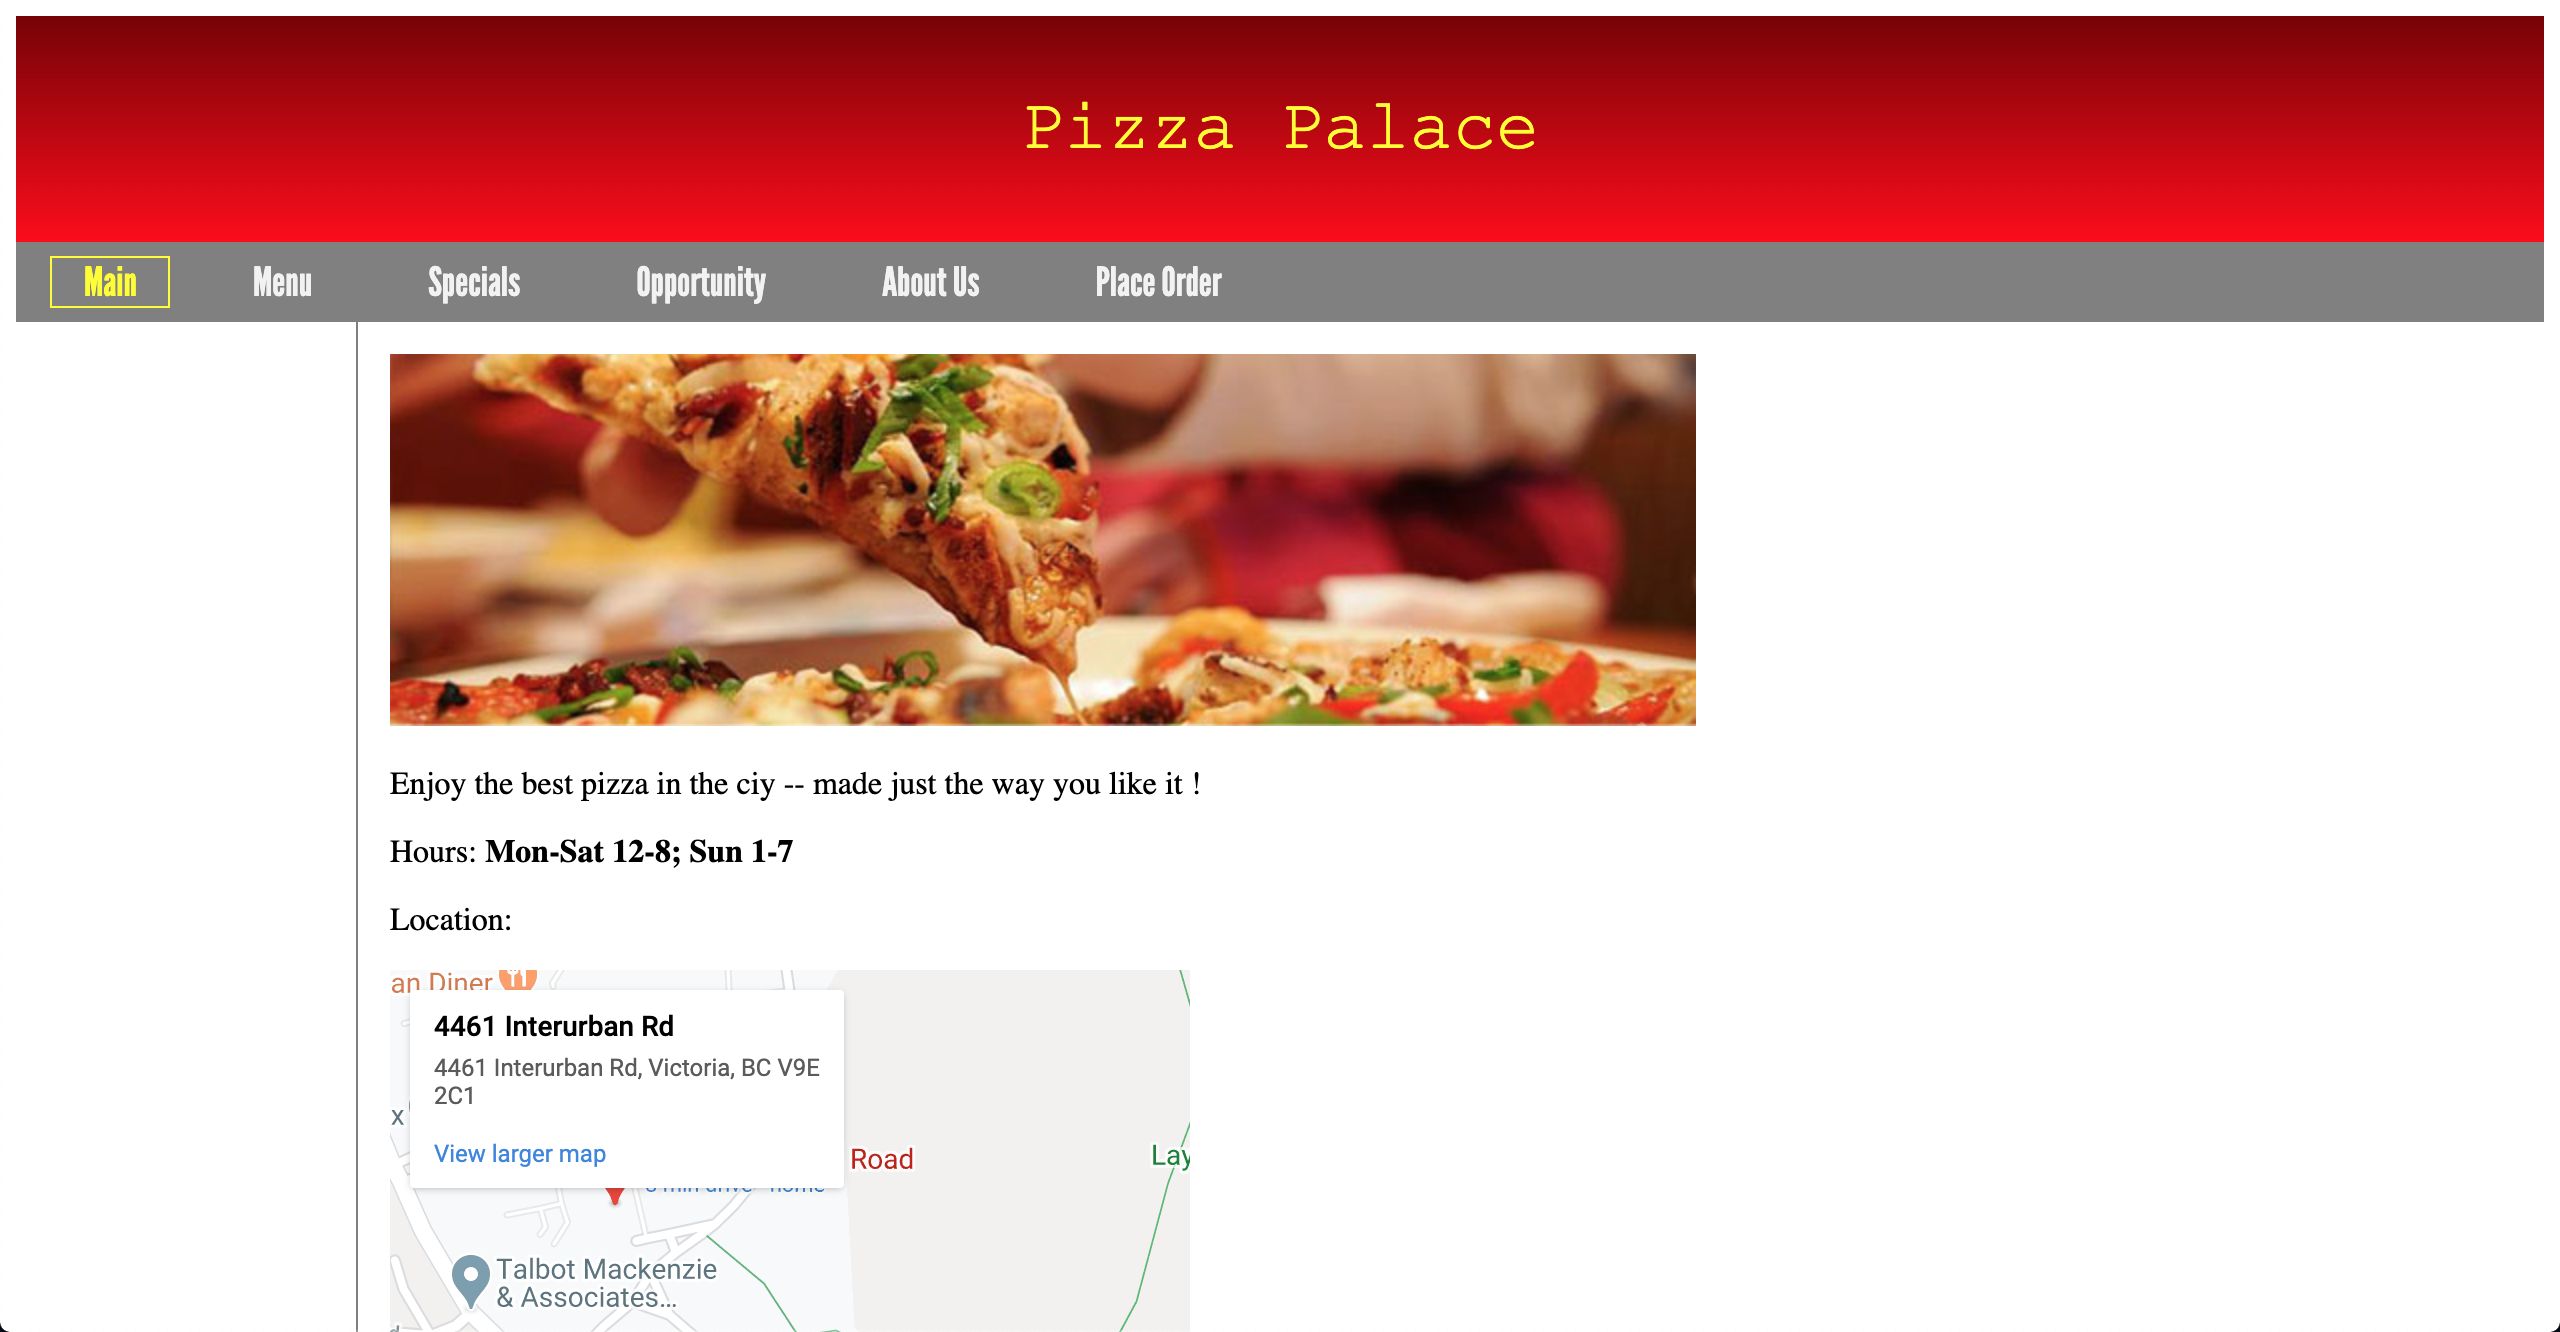 Pizza Palace
Main Menu Specials Opportunity About Us Place Order
Enjoy the best pizza in the ciy -- made just the way you like it !
Hours: Mon-Sat 12-8; Sun 1-7
Location:
an Diner
4461 Interurban Rd
4461 Interurban Rd, Victoria, BC V9E
2C1
x
View larger map
Road
Lay
Talbot Mackenzie
& Associates...